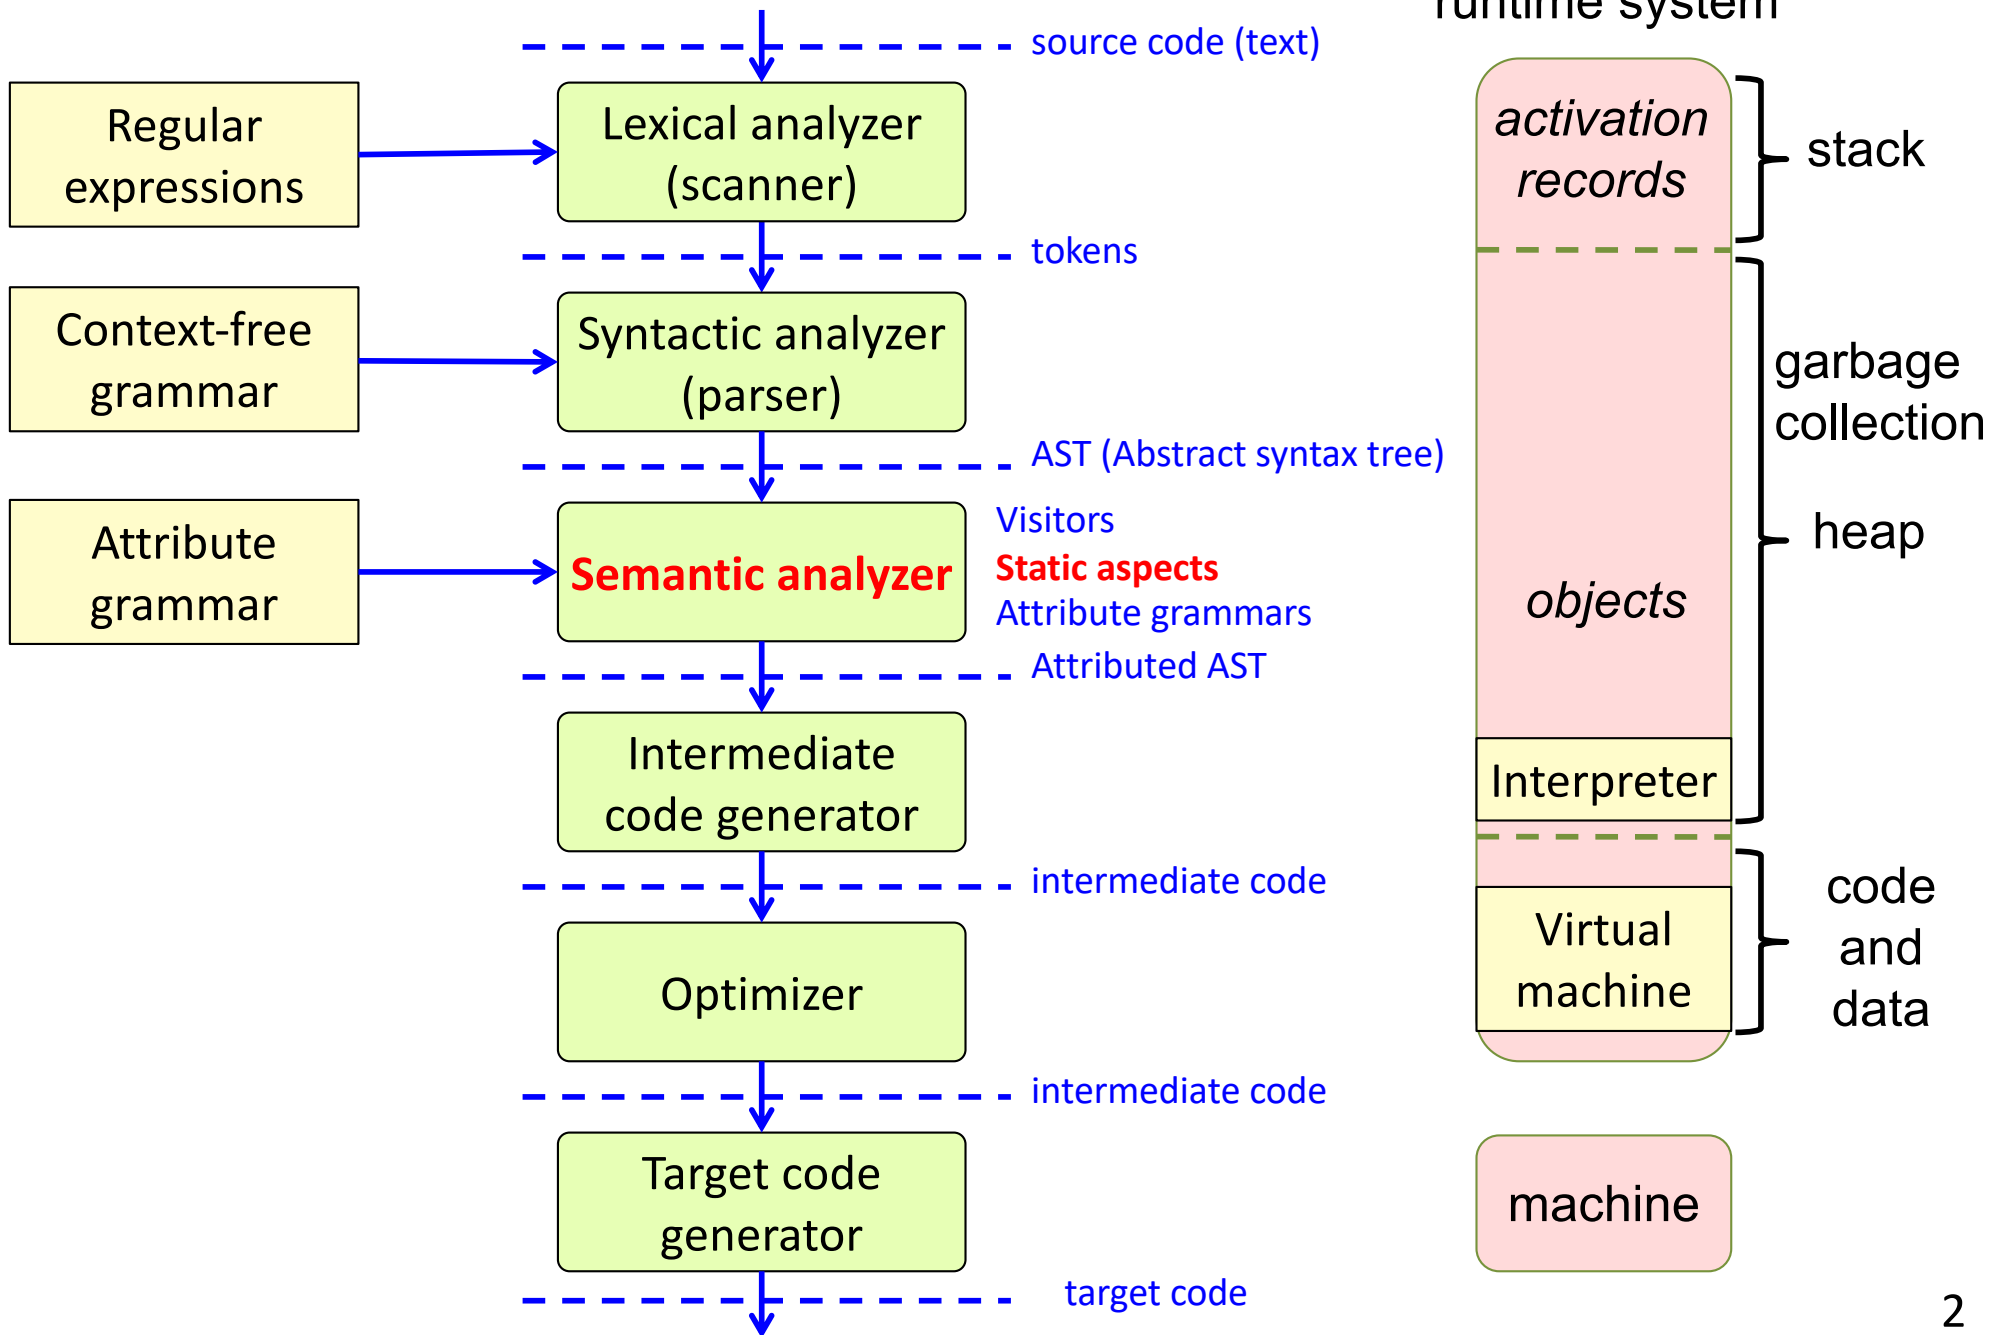 runtime system
source code (text)
Regular
expressions
Lexical analyzer
(scanner)
tokens
Context-free
grammar
Syntactic analyzer
(parser)
AST (Abstract syntax tree)
Attribute
grammar
Semantic analyzer
Visitors
Static aspects
Attribute grammars
Attributed AST
Intermediate
code generator
intermediate code
Optimizer
intermediate code
Target code
generator
target code
activation
records
stack
garbage
collection
heap
objects
Interpreter
Virtual
machine
code
and
data
machine
2